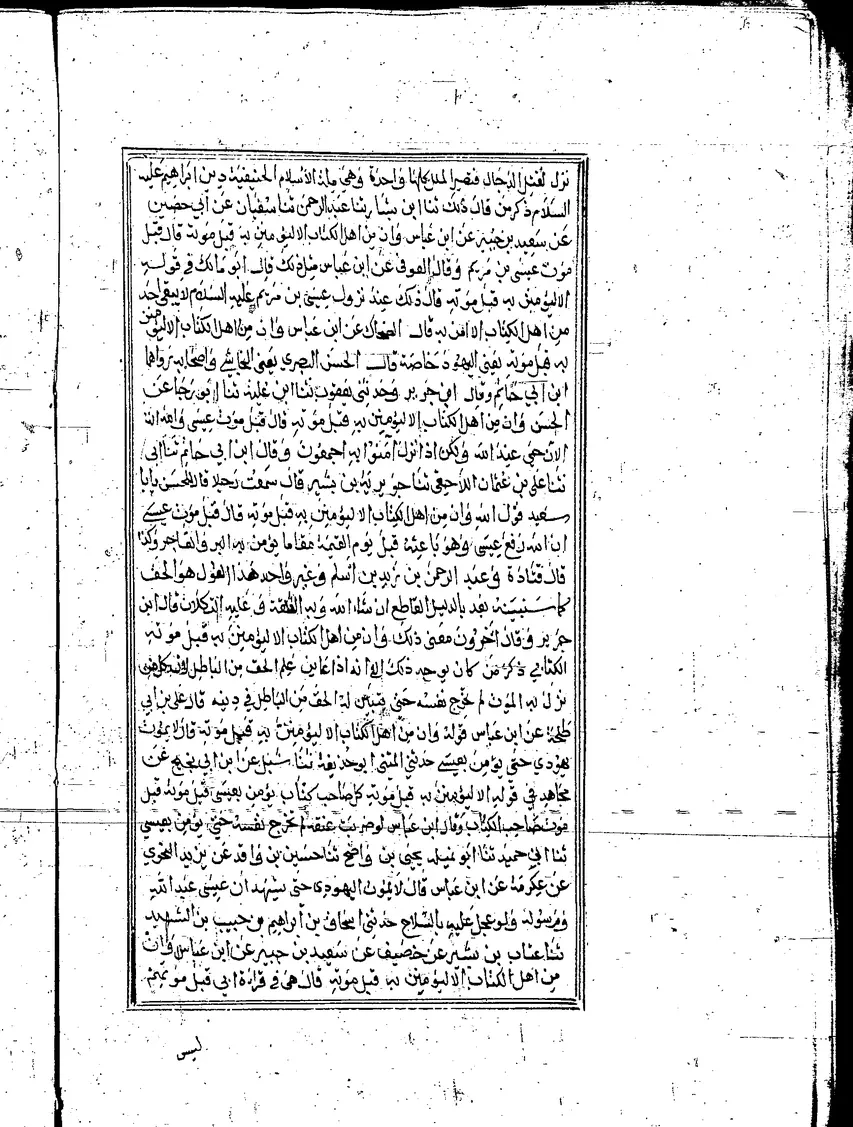 نزل لقتل الدجال فتصير الملل كلها واحدة وهي ملة الاسلام الحنيفية دين ابراهيم عليه
السلام ذكر من قال ذلك ثنا ابن بشار ثنا عبد الرحمن ثنا سفيان عن أبي حصين
عن سعيد بن جبير عن ابن عباس وان من اهل الكتاب الا ليؤمنن به قبل موته قال قبل
موت عيسى بن مريم وقال العوفي عن ابن عباس مثل ذلك قال ابو مالك في قوله
الا ليؤمنن به قبل موته قال ذلك عند نزول عيسى بن مريم عليه السلام لا يبقى احد
من اهل الكتاب الا امن به قال الضحاك عن ابن عباس وان من اهل الكتاب الا ليؤمنن
به قبل موته يعني اليهود خاصة قال الحسن البصري يعني النجاشي واصحابه رواهما
ابن أبي حاتم وقال ابن جرير وحدثني يعقوب ثنا ابن علية ثنا ابو رجا عن
الحسن وان من اهل الكتاب الا ليؤمنن به قبل موته قال قبل موت عيسى والله انه
الان حي عند الله ولكن اذا نزل آمنوا به اجمعون وقال ابن ابي حاتم ثنا أبي
ثنا علي بن عثمان اللاحقي ثنا جويرية بن بشير قال سمعت رجلا قال للحسن يا ابا
سعيد قول الله وان من اهل الكتاب الا ليؤمنن به قبل موته قال قبل موت عيسى
ان الله رفع عيسى وهو باعثه قبل يوم القيمة مقاما يؤمن به البر والفاجر وكذا
قال قتادة وعبد الرحمن بن زيد بن اسلم وغير واحد هذا القول هو الحق
كما سنبينه بعد بالدليل القاطع ان شاء الله وبه الثقة وعليه التكلان قال ابن
جرير وقال اخرون معنى ذلك وان من اهل الكتاب الا ليؤمنن به قبل موته
الكتابي ذكر من كان يوجه ذلك الى انه اذا عاين علم الحق من الباطل لان كل من
نزل به الموت لم تخرج نفسه حتى يتبين له الحق من الباطل في دينه قال علي بن ابي
طلحة عن ابن عباس قوله وان من اهل الكتاب الا ليؤمنن به قبل موته قال لا يموت
يهودي حتى يؤمن بعيسى حدثني المثنى ابو حذيفة ثنا شبل عن ابن ابي نجيح عن
مجاهد في قوله الا ليؤمنن به قبل موته كل صاحب كتاب يؤمن بعيسى قبل موته قبل
موت صاحب الكتاب وقال ابن عباس لو ضربت عنقه لم تخرج نفسه حتى يؤمن بعيسى
ثنا ابن حميد ثنا ابو نميله يحيى بن واضح ثنا حسين بن واقد عن يزيد النحوي
عن عكرمة عن ابن عباس قال لا يموت اليهودي حتى يشهد ان عيسى عبد الله
ورسوله ولو عجل عليه بالسلاح حدثني اسحاق بن ابراهيم بن حبيب بن الشهيد
ثنا عتاب بن بشير عن خصيف عن سعيد بن جبير عن ابن عباس وان
من اهل الكتاب الا ليؤمنن به قبل موته قال هي في قراءة ابي قبل موتهم
ليس